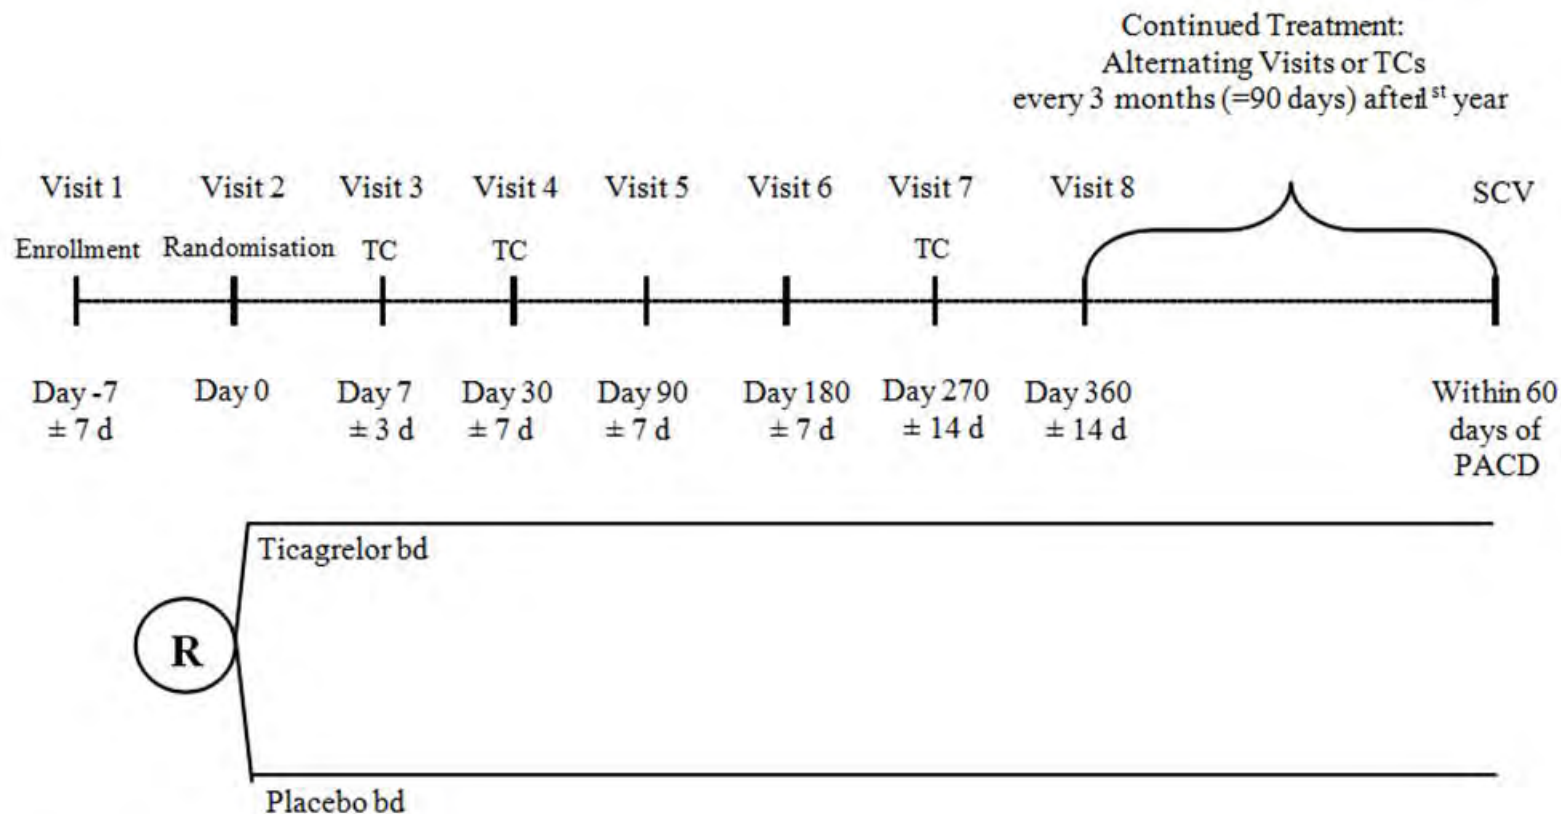 Continued Treatment:
Alternating Visits or TCs
every 3 months (=90 days) after1st year
Visit 1 Visit 2 Visit 3 Visit 4 Visit 5 Visit 6 Visit 7 Visit 8 SCV
Enrollment Randomisation TC TC TC
Day -7 Day 0 Day 7 Day 30 Day 90 Day 180 Day 270 Day 360 Within 60
± 7 d ± 3 d ± 7 d ± 7 d ± 7 d ± 14 d ± 14 d days of
PACD
Ticagrelor bd
R
Placebo bd